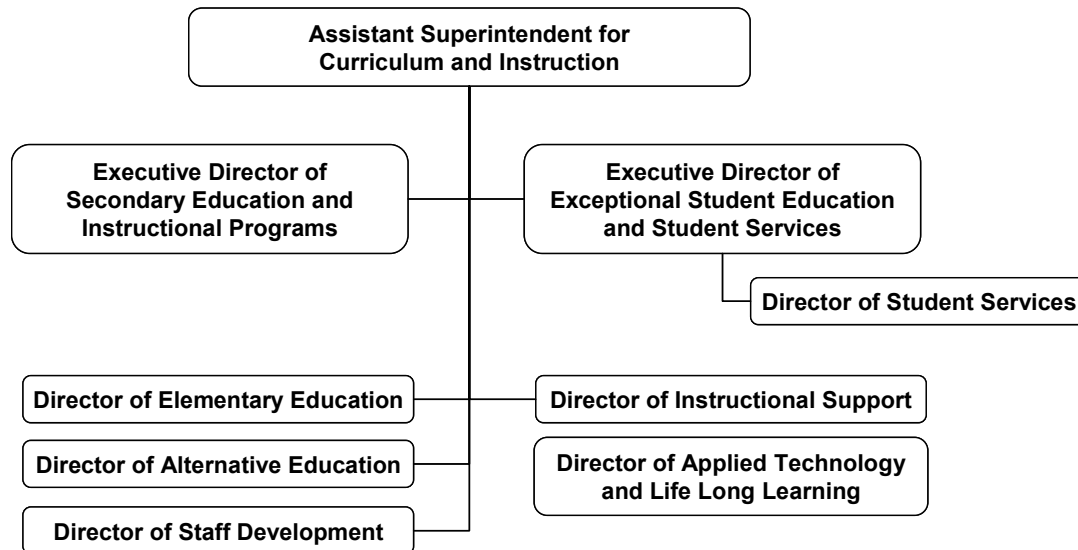 Assistant Superintendent for
Curriculum and Instruction
Executive Director of
Secondary Education and
Instructional Programs
Executive Director of
Exceptional Student Education
and Student Services
Director of Student Services
Director of Elementary Education
Director of Instructional Support
Director of Alternative Education
Director of Applied Technology
and Life Long Learning
Director of Staff Development